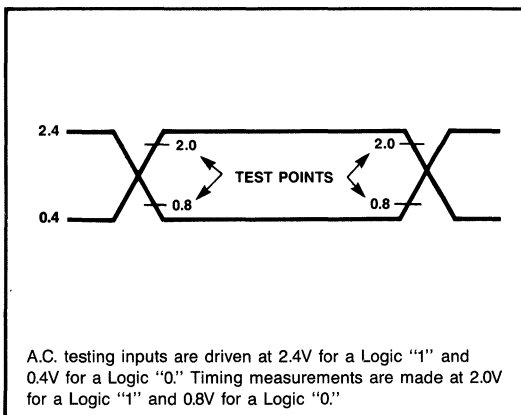 2.4
2.0
2.0
TEST POINTS
0.8
0.8
0.4
A.C. testing inputs are driven at 2.4V for a Logic “1” and
0.4V for a Logic “0.” Timing measurements are made at 2.0V
for a Logic “1” and 0.8V for a Logic “0.”